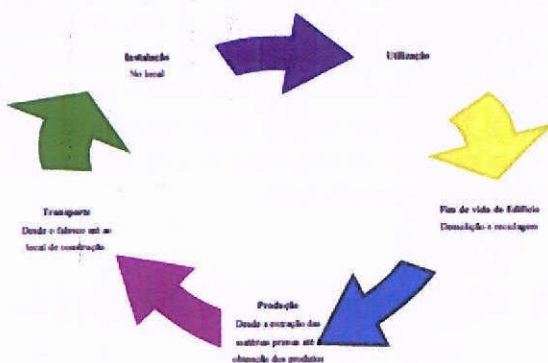 Instalação
No local
Utilização
Fim de vida do Edifício
Demolição e reciclagem
Produção
Desde a extração das
matérias primas até
obtenção dos produtos
Transporte
Desde o fabrico até ao
local de construção